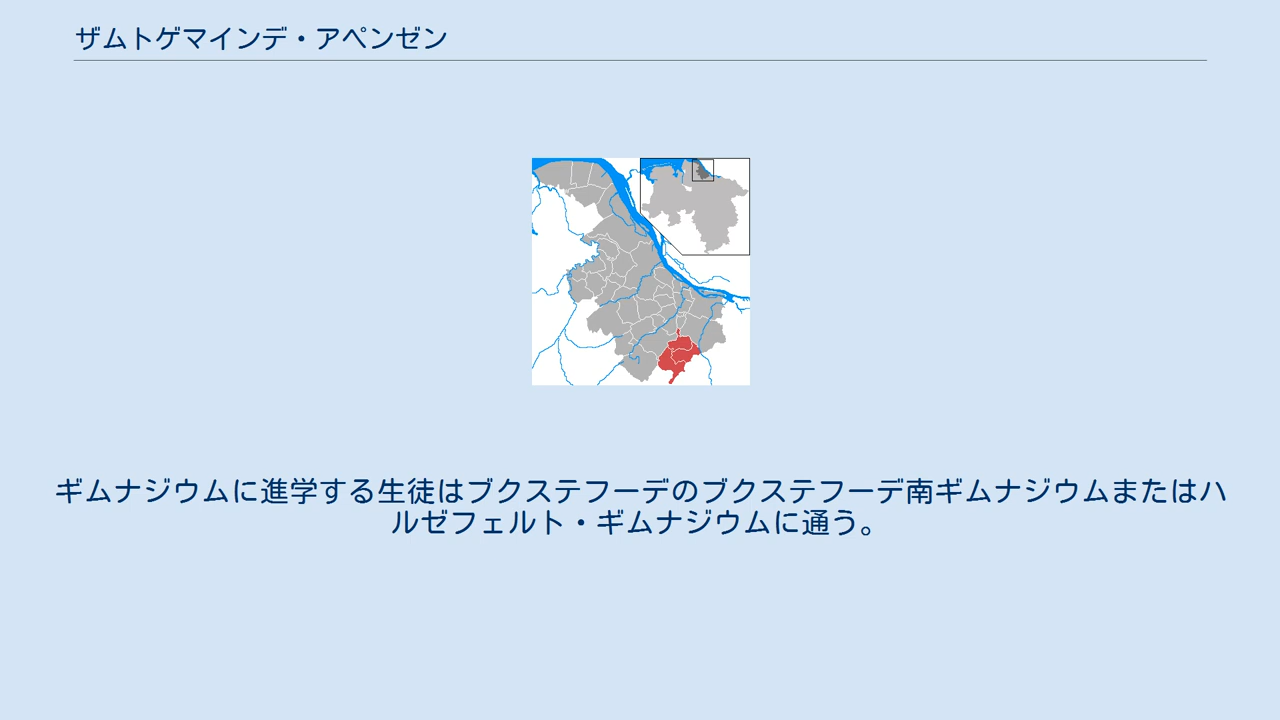 ザムトゲマインデ・アペンゼン
ギムナジウムに進学する生徒はブクステフーデのブクステフーデ南ギムナジウムまたはハ
ルゼフェルト・ギムナジウムに通う。